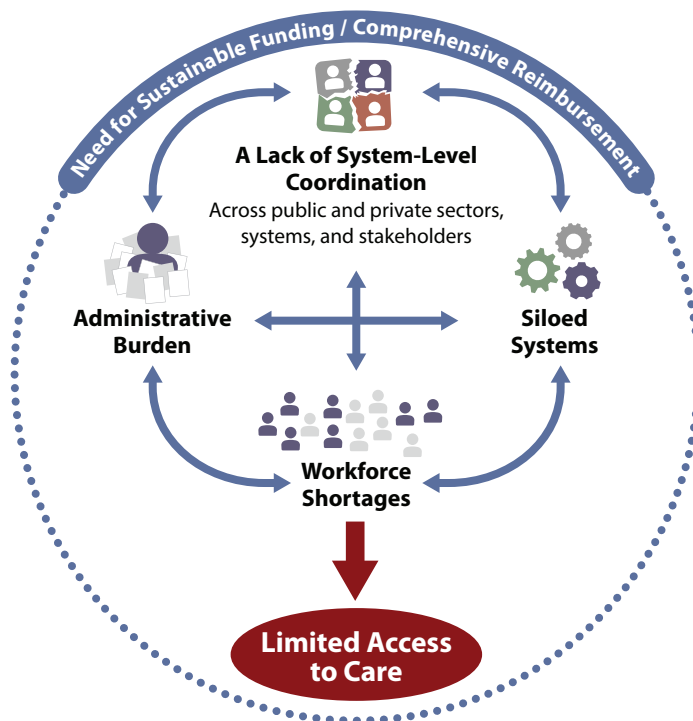 Need for Sustainable Funding / Comprehensive Reimbursement
A Lack of System-Level
Coordination
Across public and private sectors,
systems, and stakeholders
Administrative
Burden
Siloed
Systems
Workforce
Shortages
Limited Access
to Care